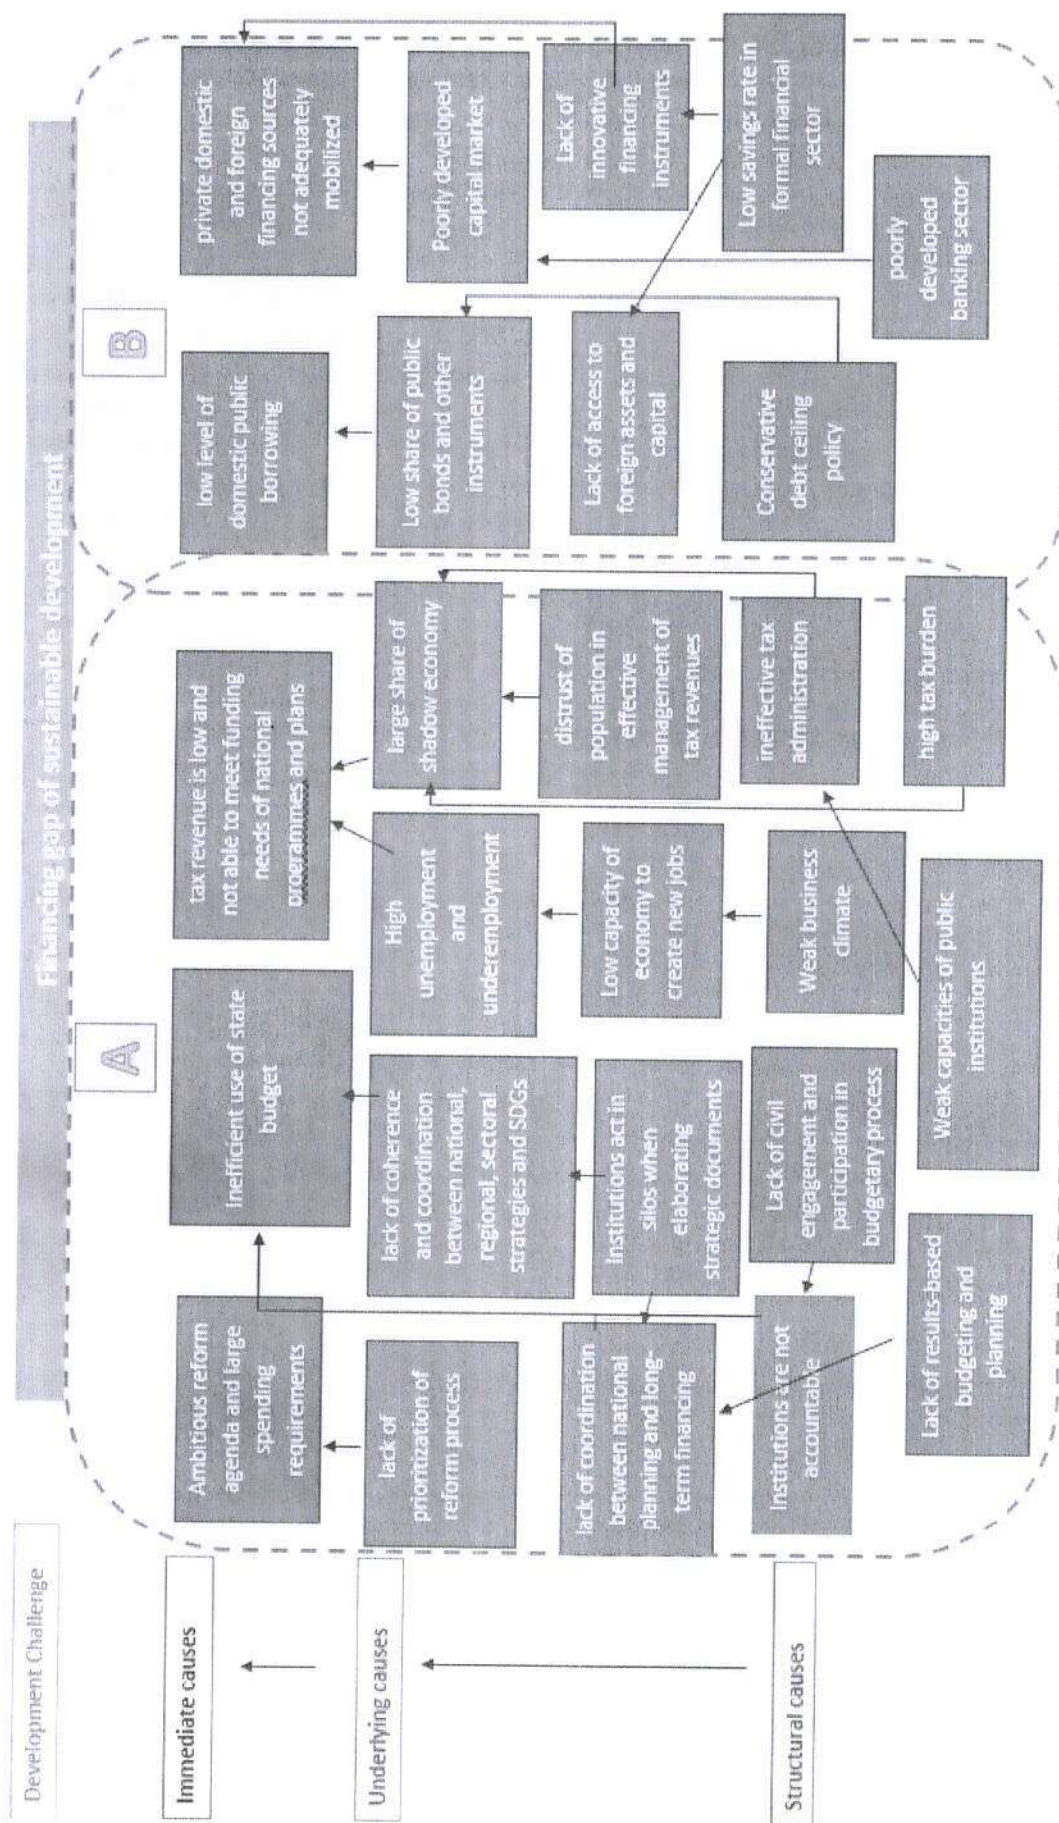 Development Challenge
Financing gap of sustainable development
A
B
Immediate causes
Ambitious reform
agenda and large
spending
requirements
Inefficient use of state
budget
tax revenue is low and
not able to meet funding
needs of national
programmes and plans
low level of
domestic public
borrowing
private domestic
and foreign
financing sources
not adequately
mobilized
Underlying causes
lack of
prioritization of
reform process
lack of coherence
and coordination
between national,
regional, sectoral
strategies and SDGs
High
unemployment
and
underemployment
large share of
shadow economy
Low share of public
bonds and other
instruments
Poorly developed
capital market
lack of coordination
between national
planning and long-
term financing
Institutions act in
silos when
elaborating
strategic documents
Low capacity of
economy to
create new jobs
distrust of
population in
effective
management of
tax revenues
Lack of access to
foreign assets and
capital
Lack of
innovative
financing
instruments
Structural causes
Institutions are not
accountable
Lack of civil
engagement and
participation in
budgetary process
Weak business
climate
ineffective tax
administration
Conservative
debt ceiling
policy
Low savings rate in
formal financial
sector
Lack of results-based
budgeting and
planning
Weak capacities of public
institutions
high tax burden
poorly
developed
banking sector